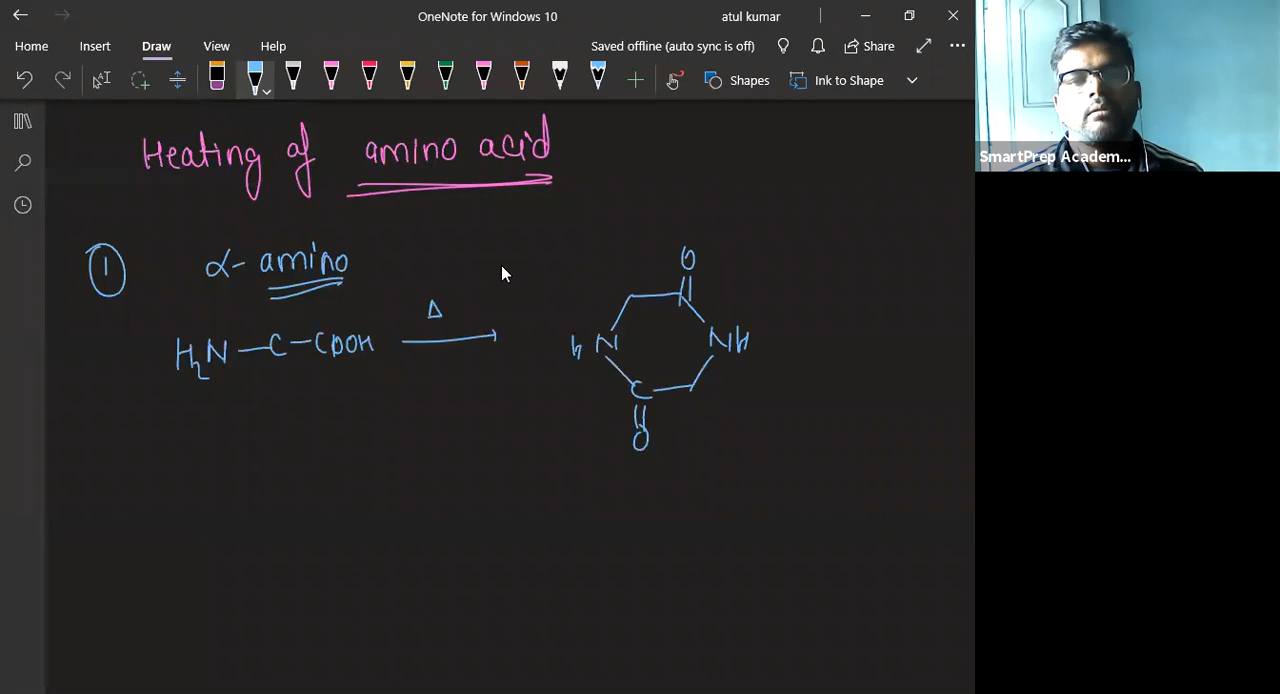 OneNote for Windows 10
atul kumar
Home Insert Draw View Help
Saved offline (auto sync is off)
Share
Shapes
Ink to Shape
SmartPrep Academ...
Heating of amino acid
1 α- amino
H2N-C-COOH Δ
O
H N NH
C
O